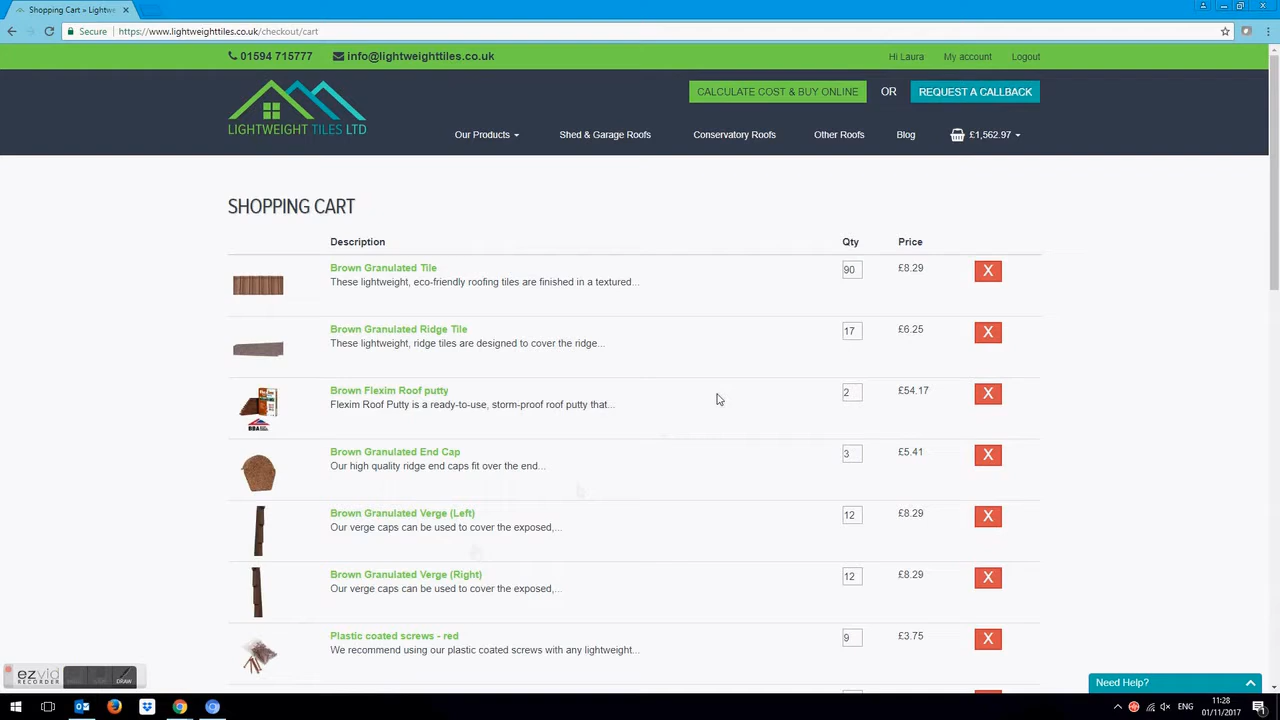 Shopping Cart » Lightw
Secure https://www.lightweighttiles.co.uk/checkout/cart
01594 715777 info@lightweighttiles.co.uk Hi Laura My account Logout
CALCULATE COST & BUY ONLINE OR REQUEST A CALLBACK
LIGHTWEIGHT TILES LTD
Our Products Shed & Garage Roofs Conservatory Roofs Other Roofs Blog £1,562.97
SHOPPING CART
Description Qty Price
Brown Granulated Tile 90 £8.29 X
These lightweight, eco-friendly roofing tiles are finished in a textured...
Brown Granulated Ridge Tile 17 £6.25 X
These lightweight, ridge tiles are designed to cover the ridge...
Brown Flexim Roof putty 2 £54.17 X
Flexim Roof Putty is a ready-to-use, storm-proof roof putty that...
BBA
Brown Granulated End Cap 3 £5.41 X
Our high quality ridge end caps fit over the end...
Brown Granulated Verge (Left) 12 £8.29 X
Our verge caps can be used to cover the exposed,...
Brown Granulated Verge (Right) 12 £8.29 X
Our verge caps can be used to cover the exposed,...
Plastic coated screws - red 9 £3.75 X
We recommend using our plastic coated screws with any lightweight...
ezvid
RECORDER
DRAW
Need Help?
ENG
11:28
01/11/2017